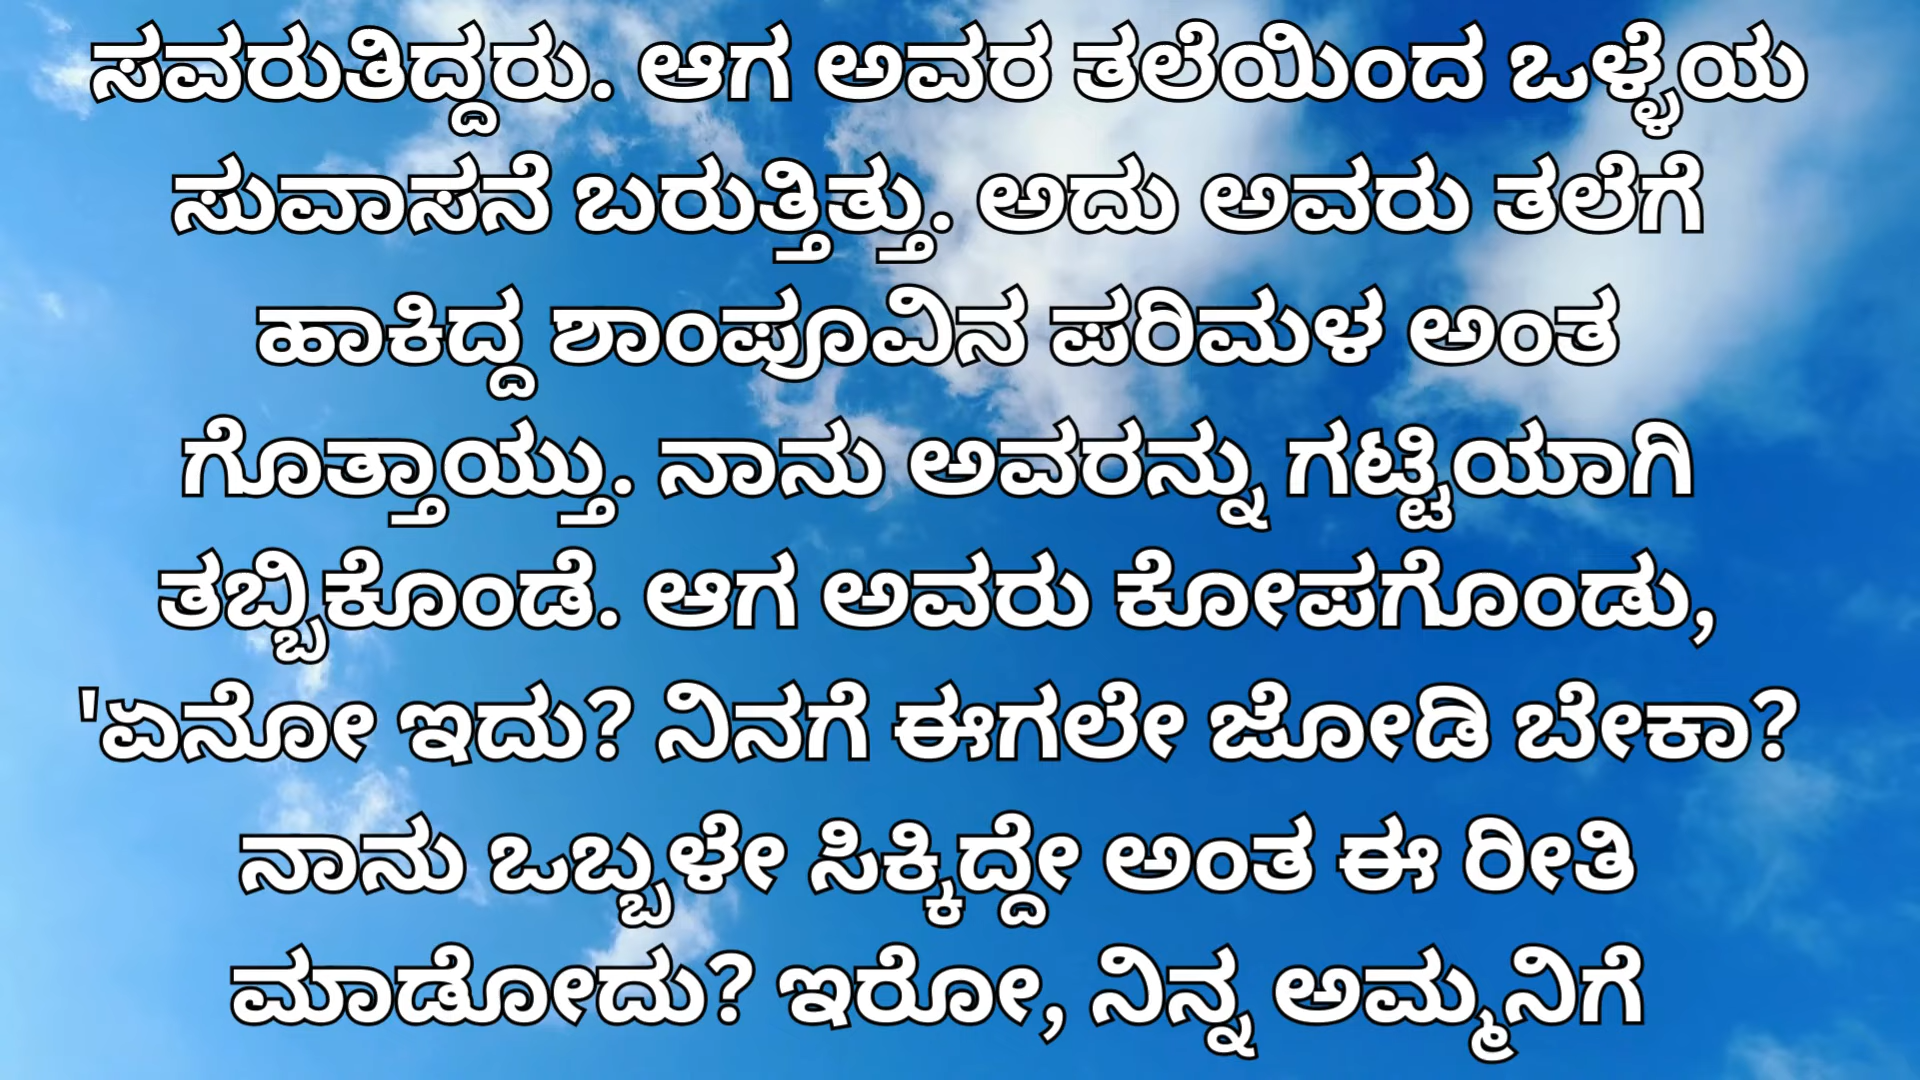 ಸವರುತಿದ್ದರು. ಆಗ ಅವರ ತಲೆಯಿಂದ ಒಳ್ಳೆಯ
ಸುವಾಸನೆ ಬರುತ್ತಿತ್ತು. ಅದು ಅವರು ತಲೆಗೆ
ಹಾಕಿದ್ದ ಶಾಂಪೂವಿನ ಪರಿಮಳ ಅಂತ
ಗೊತ್ತಾಯ್ತು. ನಾನು ಅವರನ್ನು ಗಟ್ಟಿಯಾಗಿ
ತಬ್ಬಿಕೊಂಡೆ. ಆಗ ಅವರು ಕೋಪಗೊಂಡು,
'ಏನೋ ಇದು? ನಿನಗೆ ಈಗಲೇ ಜೋಡಿ ಬೇಕಾ?
ನಾನು ಒಬ್ಬಳೇ ಸಿಕ್ಕಿದ್ದೇ ಅಂತ ಈ ರೀತಿ
ಮಾಡೋದು? ಇರೋ, ನಿನ್ನ ಅಮ್ಮನಿಗೆ